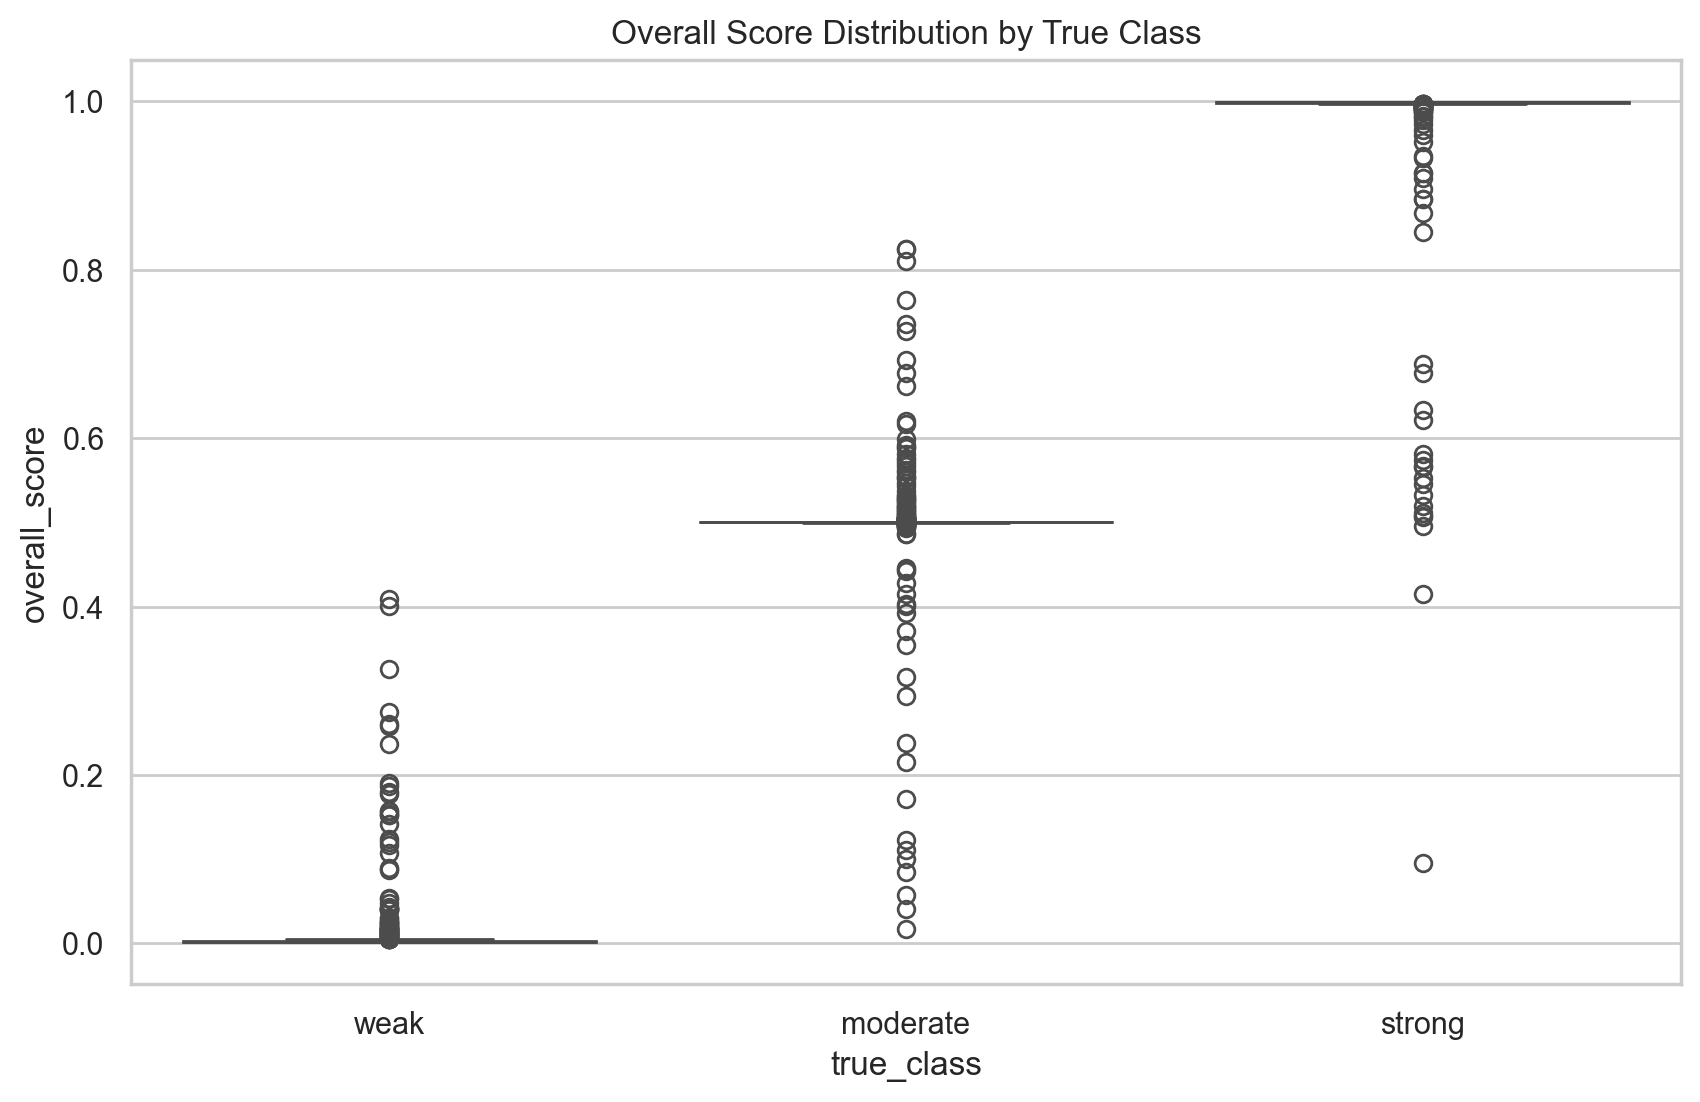 Overall Score Distribution by True Class
1.0
0.8
0.6
0.4
0.2
0.0
overall_score
weak moderate strong
true_class